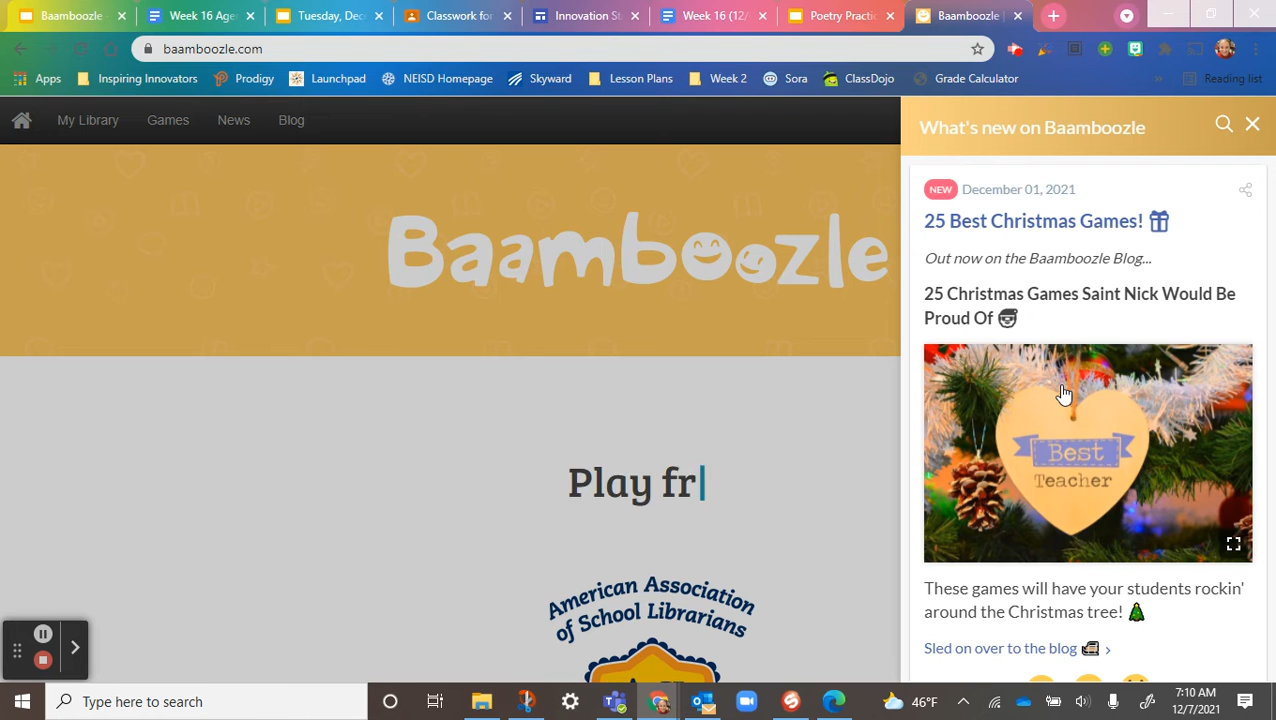 Baamboozle
Week 16 Age
Tuesday, Dec
Classwork for
Innovation St
Week 16 (12/
Poetry Practic
Baamboozle
baamboozle.com
Apps
Inspiring Innovators
Prodigy
Launchpad
NEISD Homepage
Skyward
Lesson Plans
Week 2
Sora
ClassDojo
Grade Calculator
»
Reading list
My Library
Games
News
Blog
What's new on Baamboozle
NEW December 01, 2021
25 Best Christmas Games!
Out now on the Baamboozle Blog...
25 Christmas Games Saint Nick Would Be
Proud Of
Baamboozle
Best
Teacher
Play fr
American Association
of School Librarians
These games will have your students rockin'
around the Christmas tree!
Sled on over to the blog ›
Type here to search
46°F
7:10 AM
12/7/2021